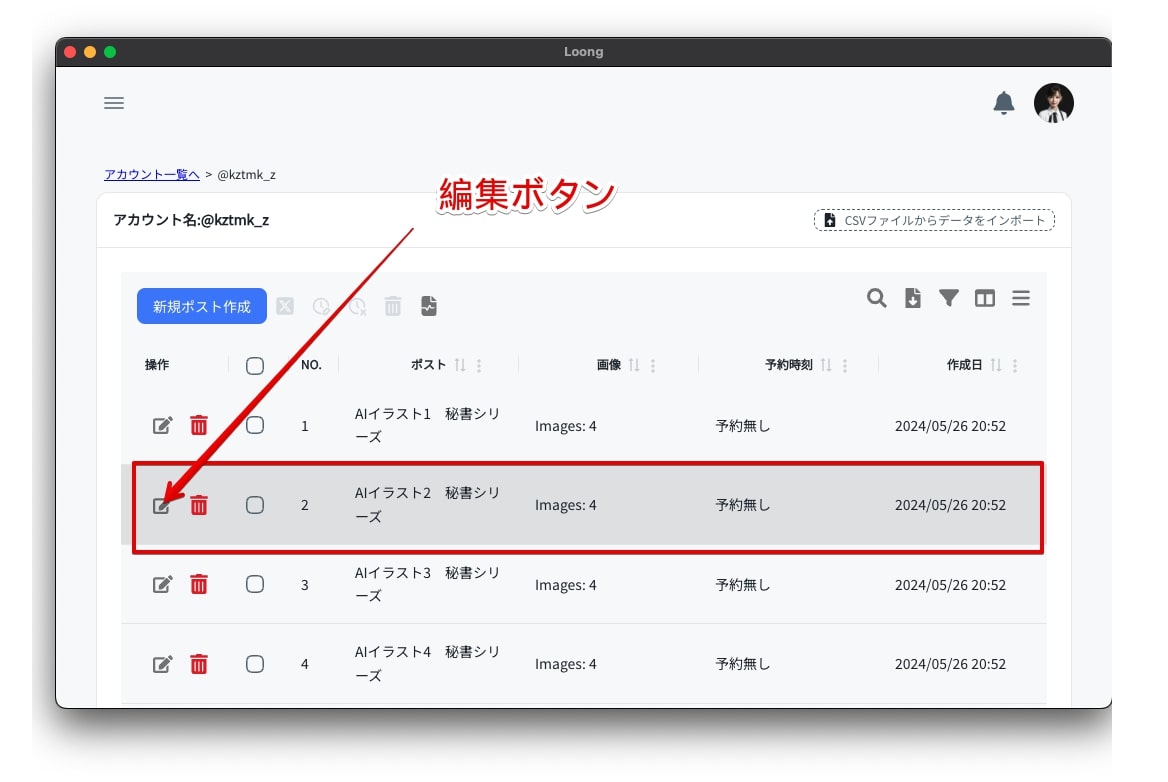 Loong
アカウント一覧へ > @kztmk_z
編集ボタン
アカウント名:@kztmk_z
CSVファイルからデータをインポート
新規ポスト作成
操作 NO. ポスト 画像 予約時刻 作成日
1 AIイラスト1　秘書シリーズ Images: 4 予約無し 2024/05/26 20:52
2 AIイラスト2　秘書シリーズ Images: 4 予約無し 2024/05/26 20:52
3 AIイラスト3　秘書シリーズ Images: 4 予約無し 2024/05/26 20:52
4 AIイラスト4　秘書シリーズ Images: 4 予約無し 2024/05/26 20:52